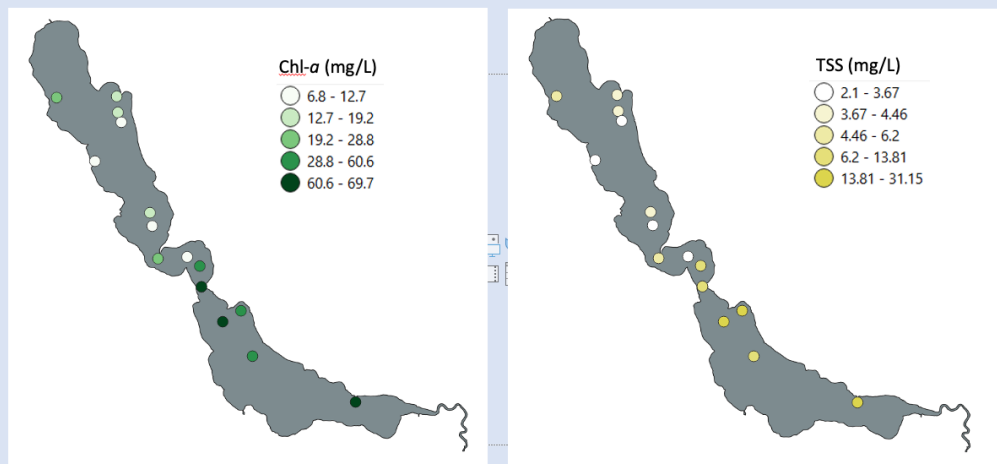 Chl-a (mg/L)
6.8 - 12.7
12.7 - 19.2
19.2 - 28.8
28.8 - 60.6
60.6 - 69.7
TSS (mg/L)
2.1 - 3.67
3.67 - 4.46
4.46 - 6.2
6.2 - 13.81
13.81 - 31.15